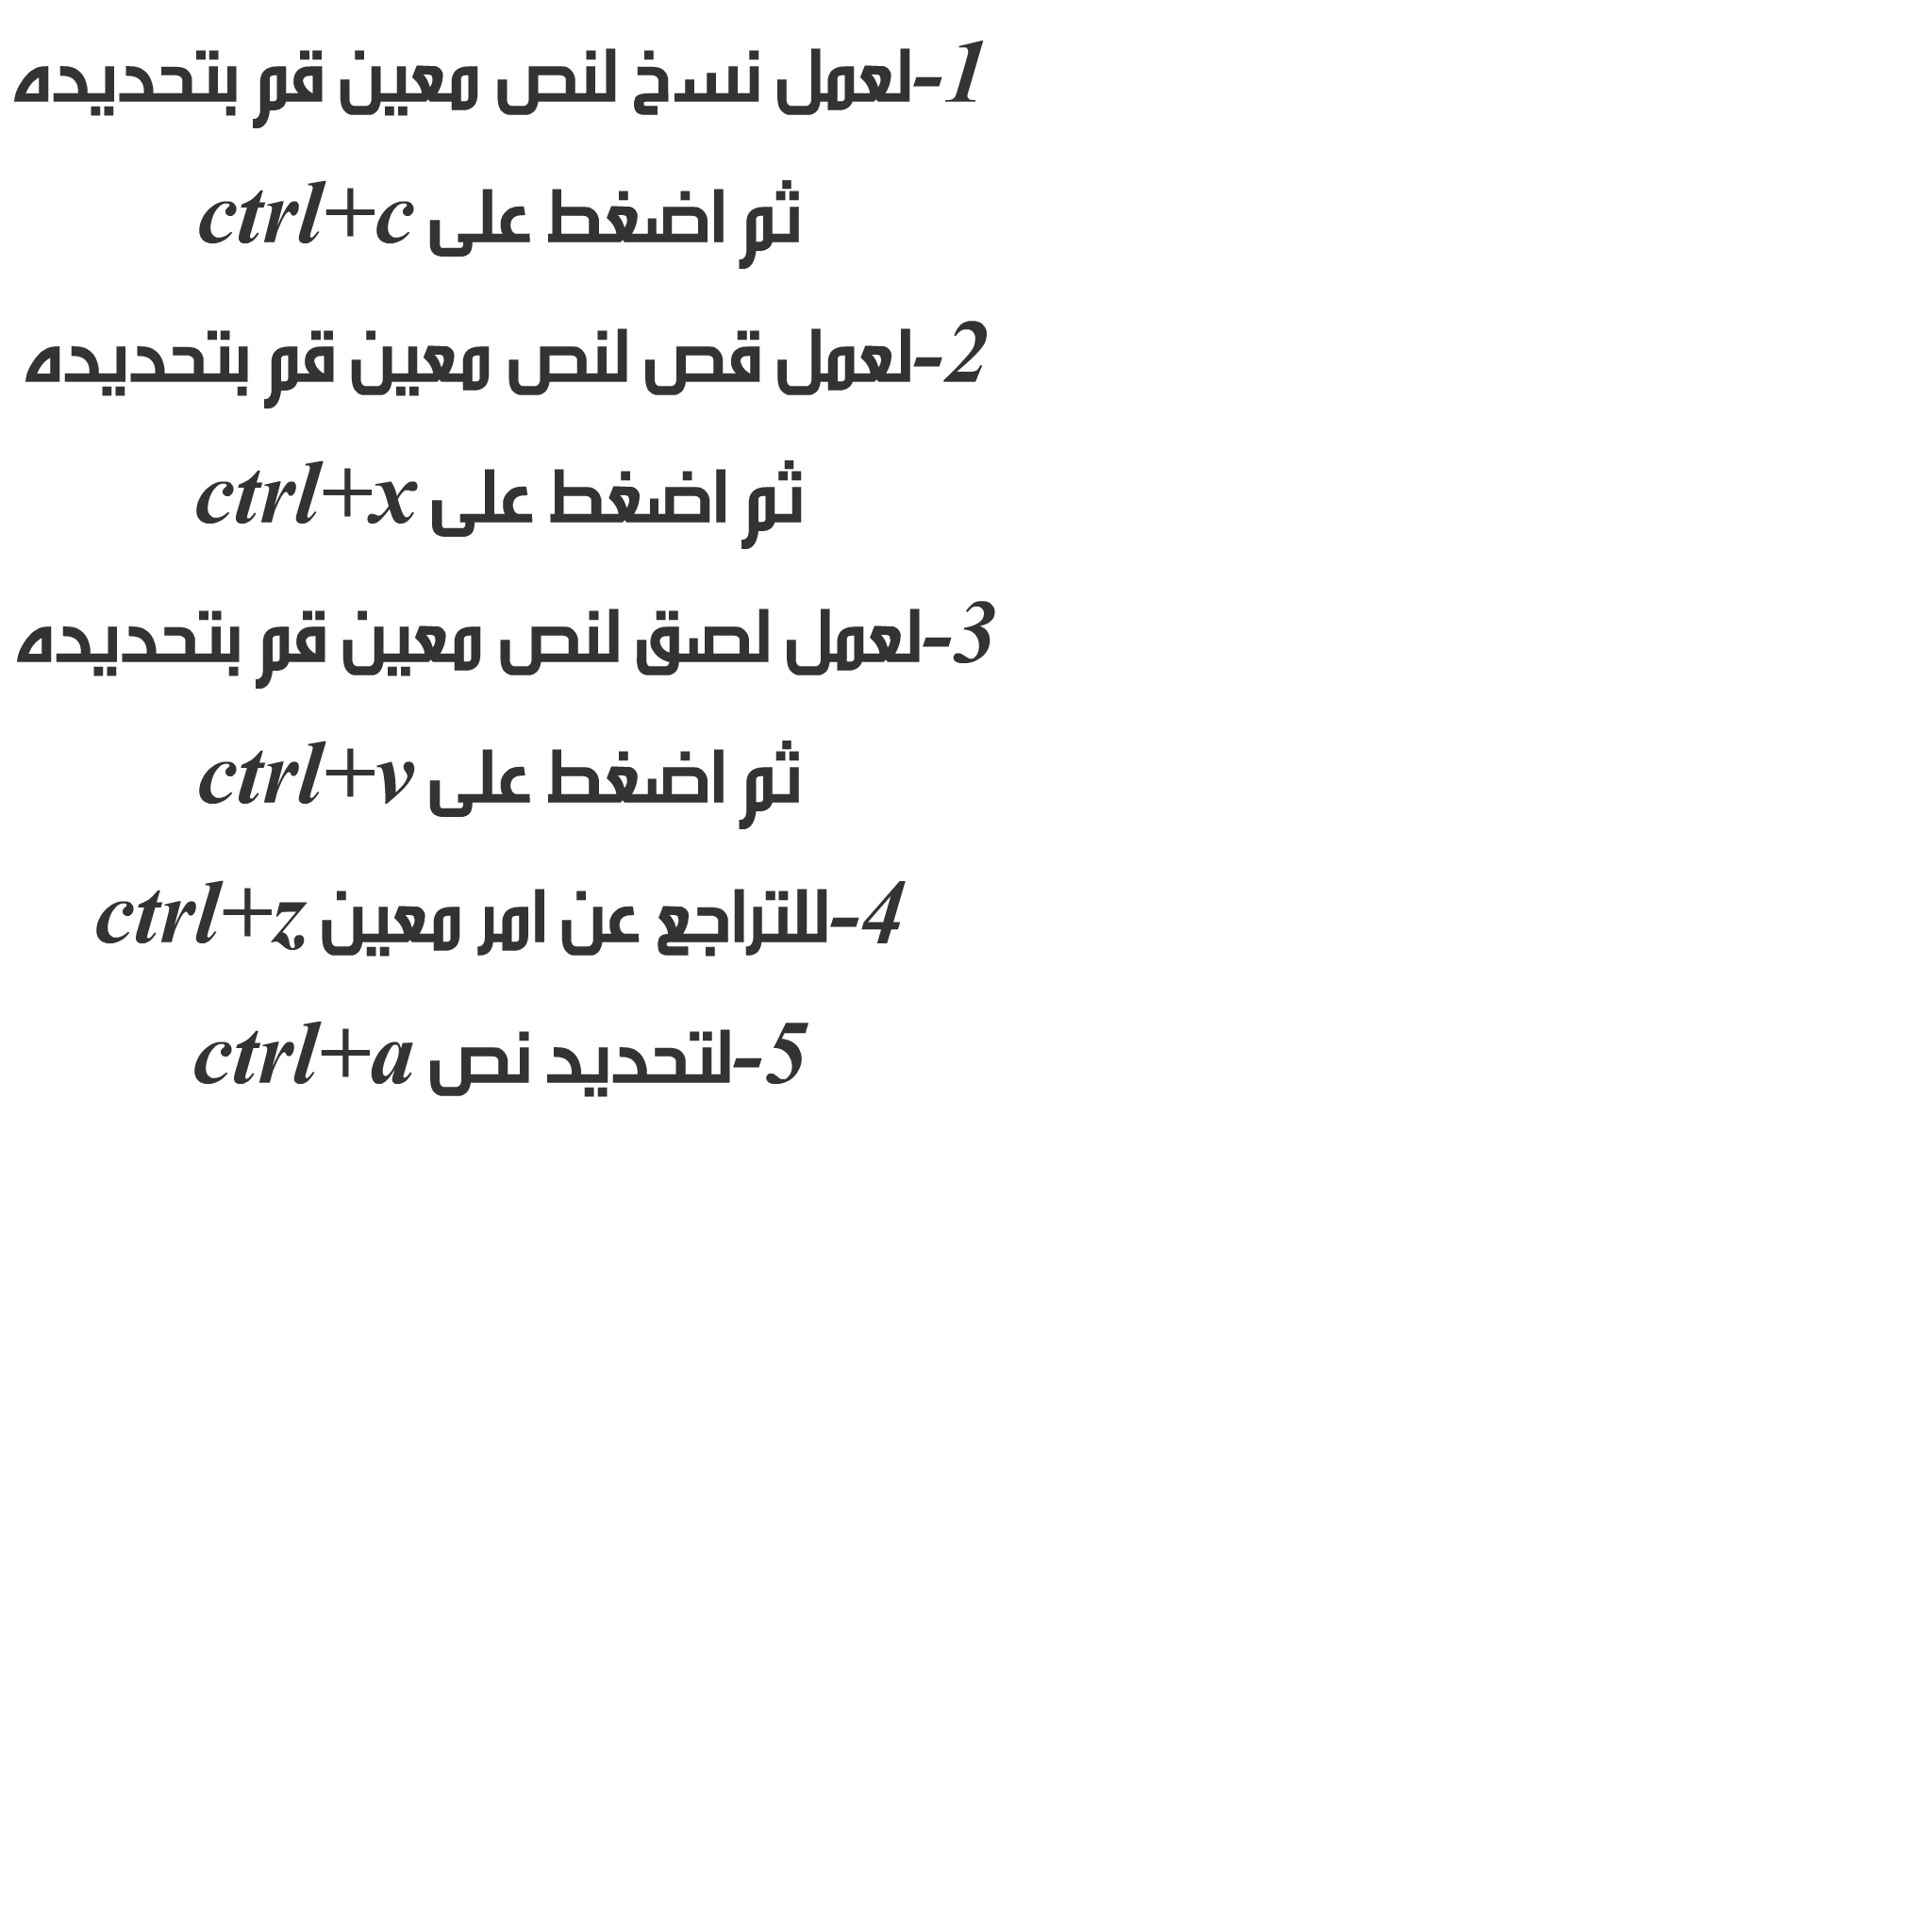 1-لعمل نسخ لنص معين قم بتحديده
ثم اضغط على ctrl+c
2-لعمل قص لنص معين قم بتحديده
ثم اضغط على ctrl+x
3-لعمل لصق لنص معين قم بتحديده
ثم اضغط على ctrl+v
4-للتراجع عن امر معين ctrl+z
5-لتحديد نص ctrl+a